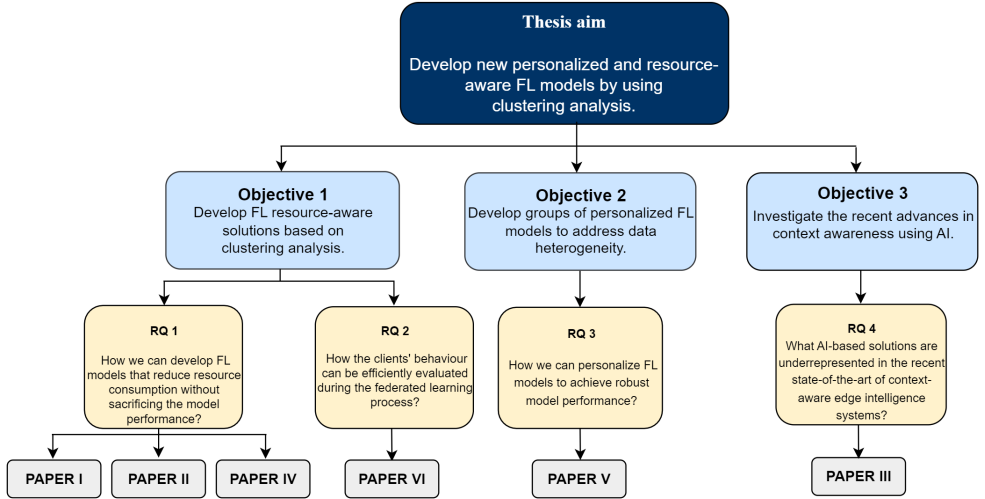 Thesis aim
Develop new personalized and resource-
aware FL models by using
clustering analysis.
Objective 1
Develop FL resource-aware
solutions based on
clustering analysis.
Objective 2
Develop groups of personalized FL
models to address data
heterogeneity.
Objective 3
Investigate the recent advances in
context awareness using AI.
RQ 1
How we can develop FL
models that reduce resource
consumption without
sacrificing the model
performance?
RQ 2
How the clients' behaviour
can be efficiently evaluated
during the federated learning
process?
RQ 3
How we can personalize FL
models to achieve robust
model performance?
RQ 4
What AI-based solutions are
underrepresented in the recent
state-of-the-art of context-
aware edge intelligence
systems?
PAPER I
PAPER II
PAPER IV
PAPER VI
PAPER V
PAPER III